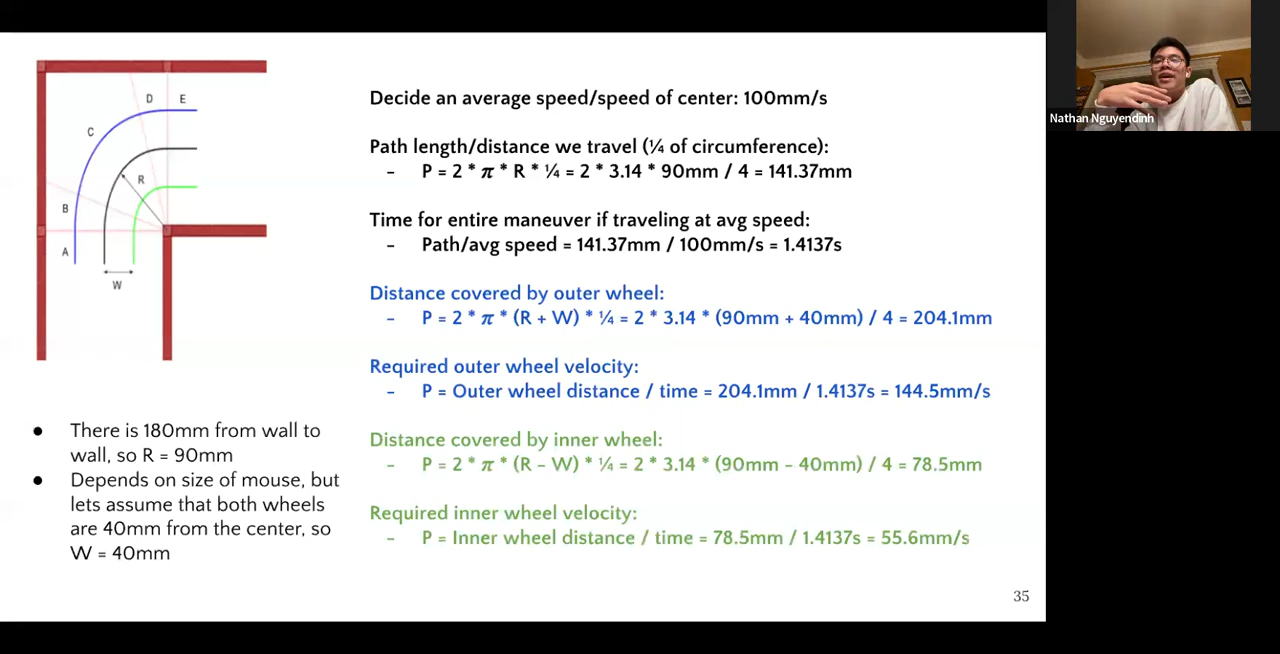 D E
C
R
B
A
W
There is 180mm from wall to
wall, so R = 90mm
Depends on size of mouse, but
lets assume that both wheels
are 40mm from the center, so
W = 40mm
Decide an average speed/speed of center: 100mm/s
Path length/distance we travel (¼ of circumference):
- P = 2 * π * R * ¼ = 2 * 3.14 * 90mm / 4 = 141.37mm
Time for entire maneuver if traveling at avg speed:
- Path/avg speed = 141.37mm / 100mm/s = 1.4137s
Distance covered by outer wheel:
- P = 2 * π * (R + W) * ¼ = 2 * 3.14 * (90mm + 40mm) / 4 = 204.1mm
Required outer wheel velocity:
- P = Outer wheel distance / time = 204.1mm / 1.4137s = 144.5mm/s
Distance covered by inner wheel:
- P = 2 * π * (R – W) * ¼ = 2 * 3.14 * (90mm – 40mm) / 4 = 78.5mm
Required inner wheel velocity:
- P = Inner wheel distance / time = 78.5mm / 1.4137s = 55.6mm/s
35
Nathan Nguyendinh